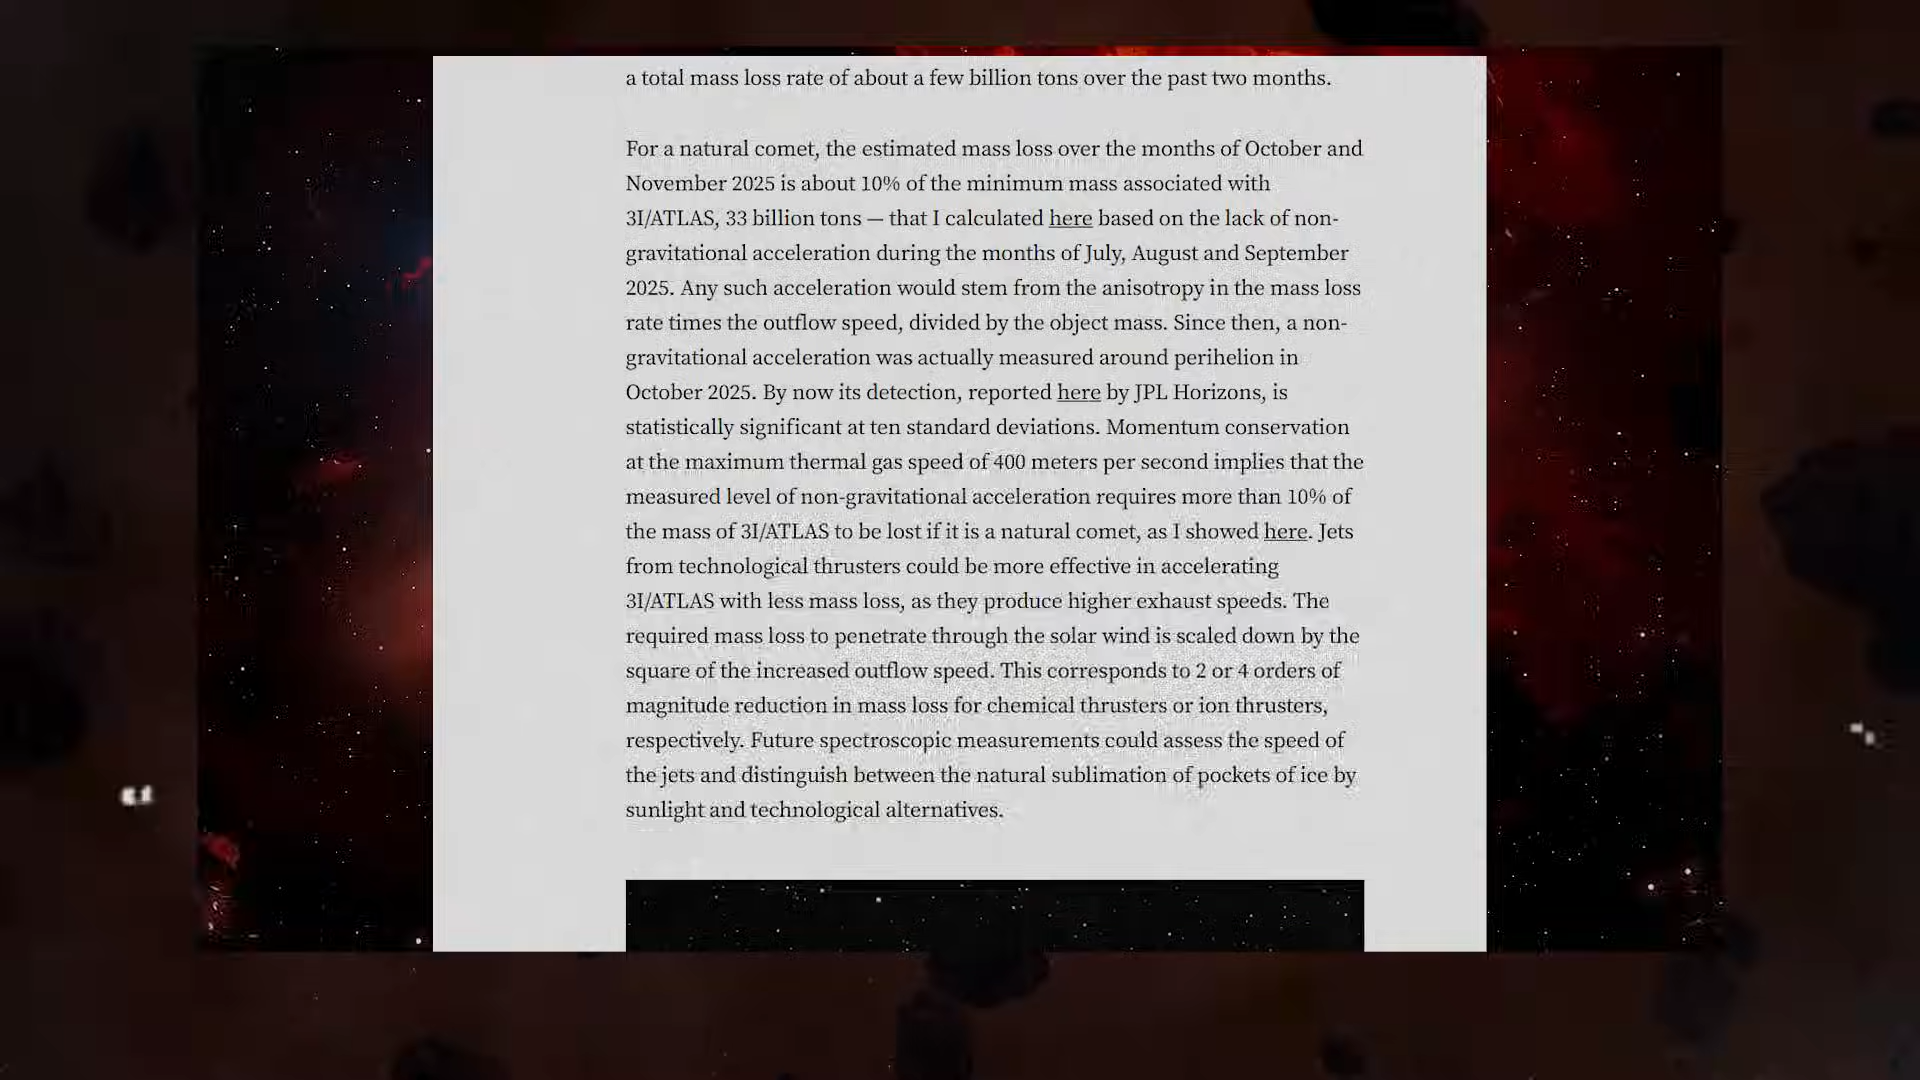 a total mass loss rate of about a few billion tons over the past two months.
For a natural comet, the estimated mass loss over the months of October and
November 2025 is about 10% of the minimum mass associated with
3I/ATLAS, 33 billion tons — that I calculated here based on the lack of non-
gravitational acceleration during the months of July, August and September
2025. Any such acceleration would stem from the anisotropy in the mass loss
rate times the outflow speed, divided by the object mass. Since then, a non-
gravitational acceleration was actually measured around perihelion in
October 2025. By now its detection, reported here by JPL Horizons, is
statistically significant at ten standard deviations. Momentum conservation
at the maximum thermal gas speed of 400 meters per second implies that the
measured level of non-gravitational acceleration requires more than 10% of
the mass of 3I/ATLAS to be lost if it is a natural comet, as I showed here. Jets
from technological thrusters could be more effective in accelerating
3I/ATLAS with less mass loss, as they produce higher exhaust speeds. The
required mass loss to penetrate through the solar wind is scaled down by the
square of the increased outflow speed. This corresponds to 2 or 4 orders of
magnitude reduction in mass loss for chemical thrusters or ion thrusters,
respectively. Future spectroscopic measurements could assess the speed of
the jets and distinguish between the natural sublimation of pockets of ice by
sunlight and technological alternatives.